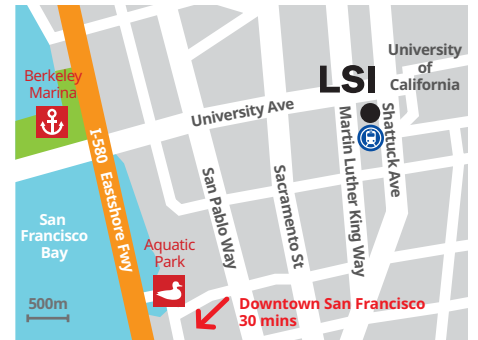 University
of
California
LSI
Berkeley
Marina
University Ave
I-580 Eastshore Fwy
San Pablo Way
Sacramento St
Martin Luther King Way
Shattuck Ave
San
Francisco
Bay
Aquatic
Park
500m
Downtown San Francisco
30 mins